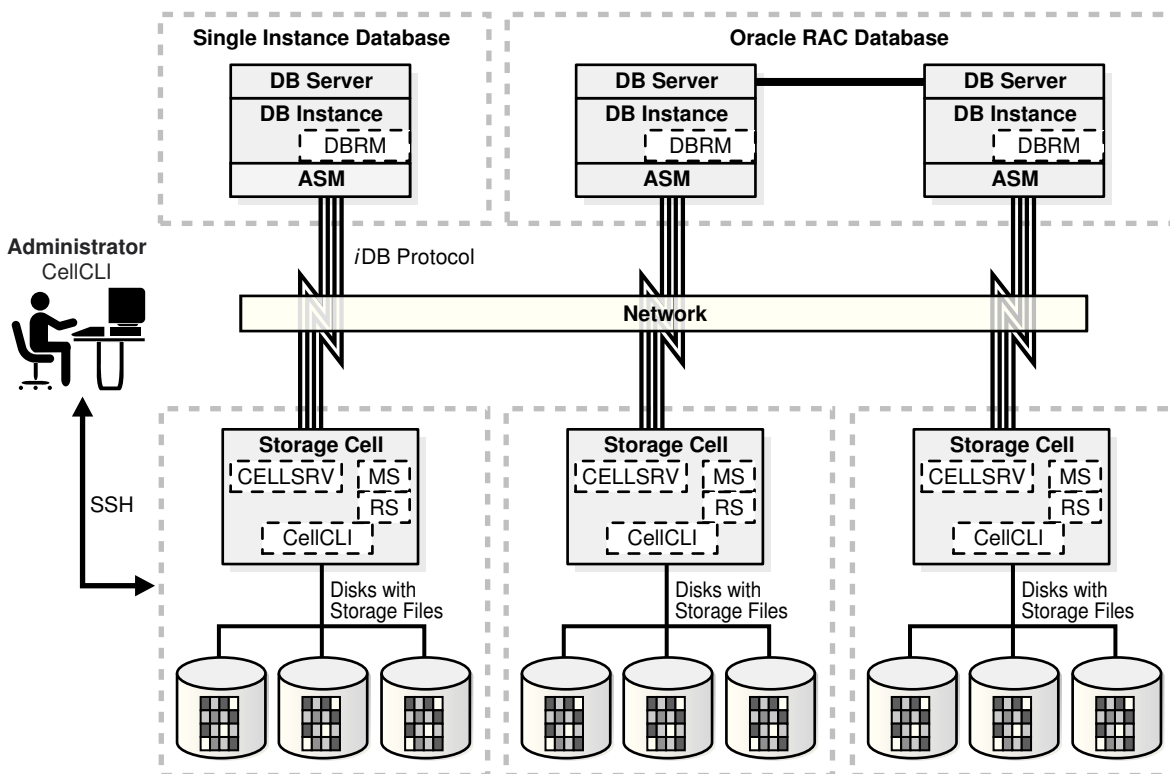 Single Instance Database
DB Server
DB Instance
DBRM
ASM
Oracle RAC Database
DB Server
DB Instance
DBRM
ASM
DB Server
DB Instance
DBRM
ASM
Administrator
CellCLI
iDB Protocol
Network
SSH
Storage Cell
CELLSRV
MS
RS
CellCLI
Disks with
Storage Files
Storage Cell
CELLSRV
MS
RS
CellCLI
Disks with
Storage Files
Storage Cell
CELLSRV
MS
RS
CellCLI
Disks with
Storage Files